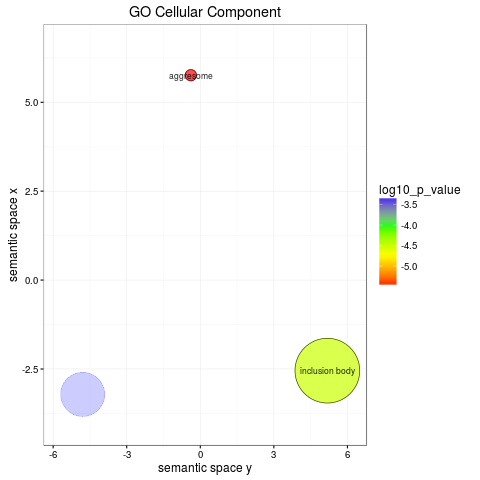 GO Cellular Component
aggresome
5.0
2.5
0.0
-2.5
semantic space x
inclusion body
-6
-3
0
3
6
semantic space y
log10_p_value
-3.5
-4.0
-4.5
-5.0